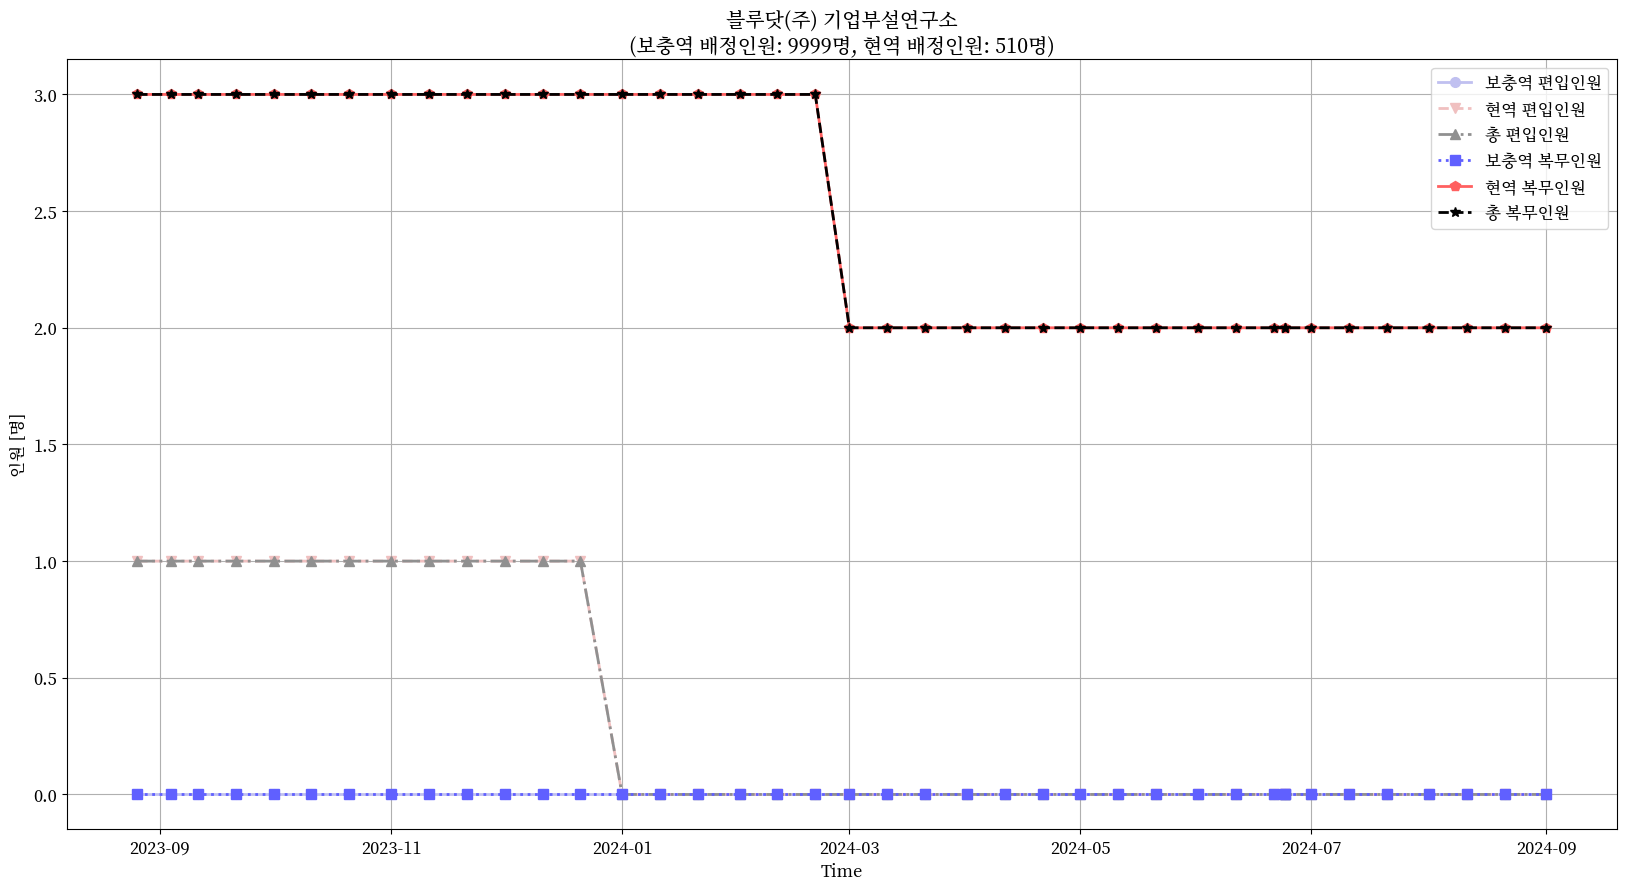 블루닷(주) 기업부설연구소
(보충역 배정인원: 9999명, 현역 배정인원: 510명)
보충역 편입인원
현역 편입인원
총 편입인원
보충역 복무인원
현역 복무인원
총 복무인원
인원 [명]
3.0
2.5
2.0
1.5
1.0
0.5
0.0
2023-09
2023-11
2024-01
2024-03
2024-05
2024-07
2024-09
Time